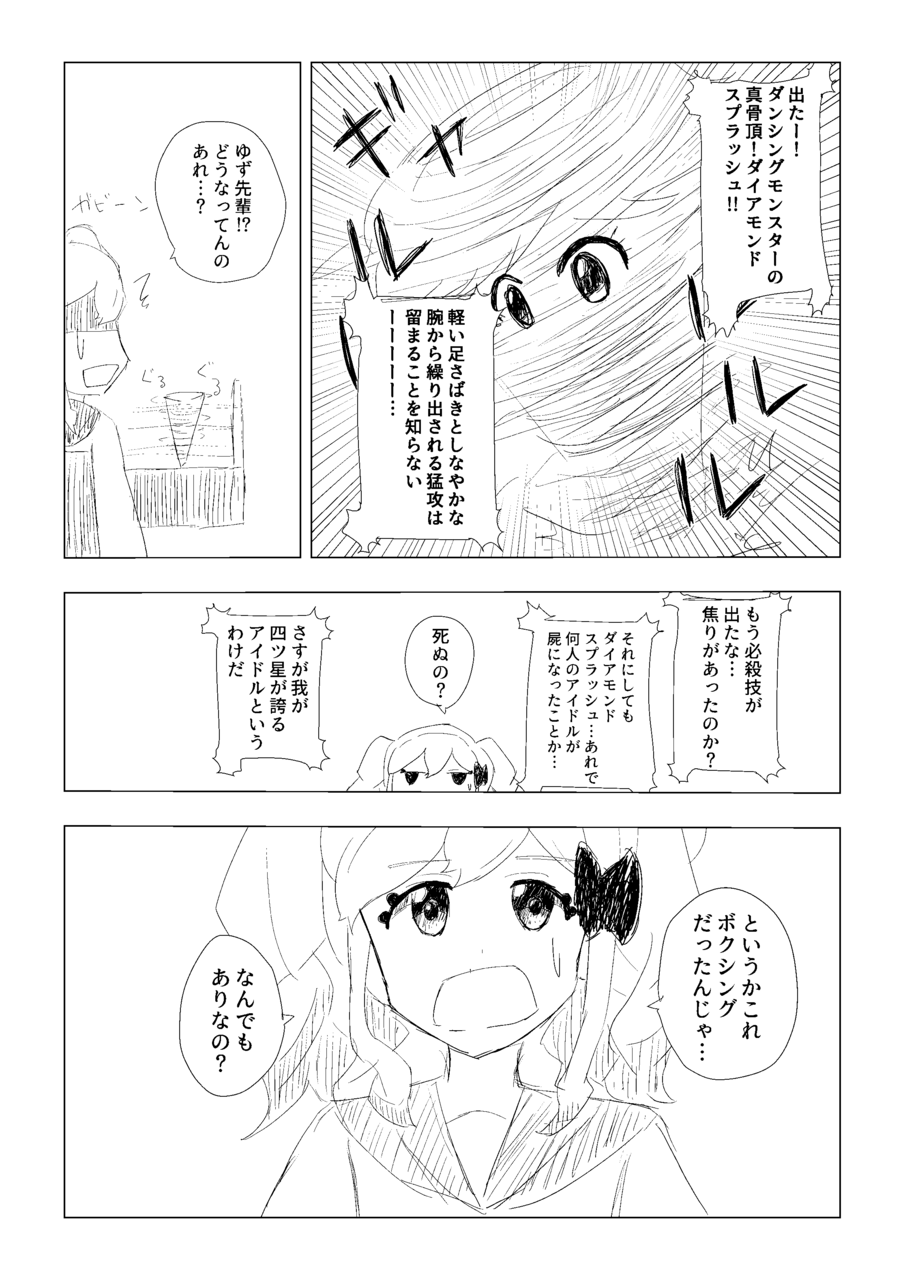 出たーー！
ダンシングモンスターの
真骨頂！ダイアモンド
スプラッシュ!!
ギャ
ルルルル
軽い足さばきとしなやかな
腕から繰り出される猛攻は
留まることを知らない
ーーーーー…
ゆず先輩!?
どうなってんの
あれ…？
ガビーン
ぐる
ぐる
もう必殺技が
出たな…
焦りがあったのか？
それにしても
ダイアモンド
スプラッシュ…あれで
何人のアイドルが
屍になったことか…
死ぬの？
さすが我が
四ツ星が誇る
アイドルという
わけだ
というかこれ
ボクシング
だったんじゃ…
なんでも
ありなの？